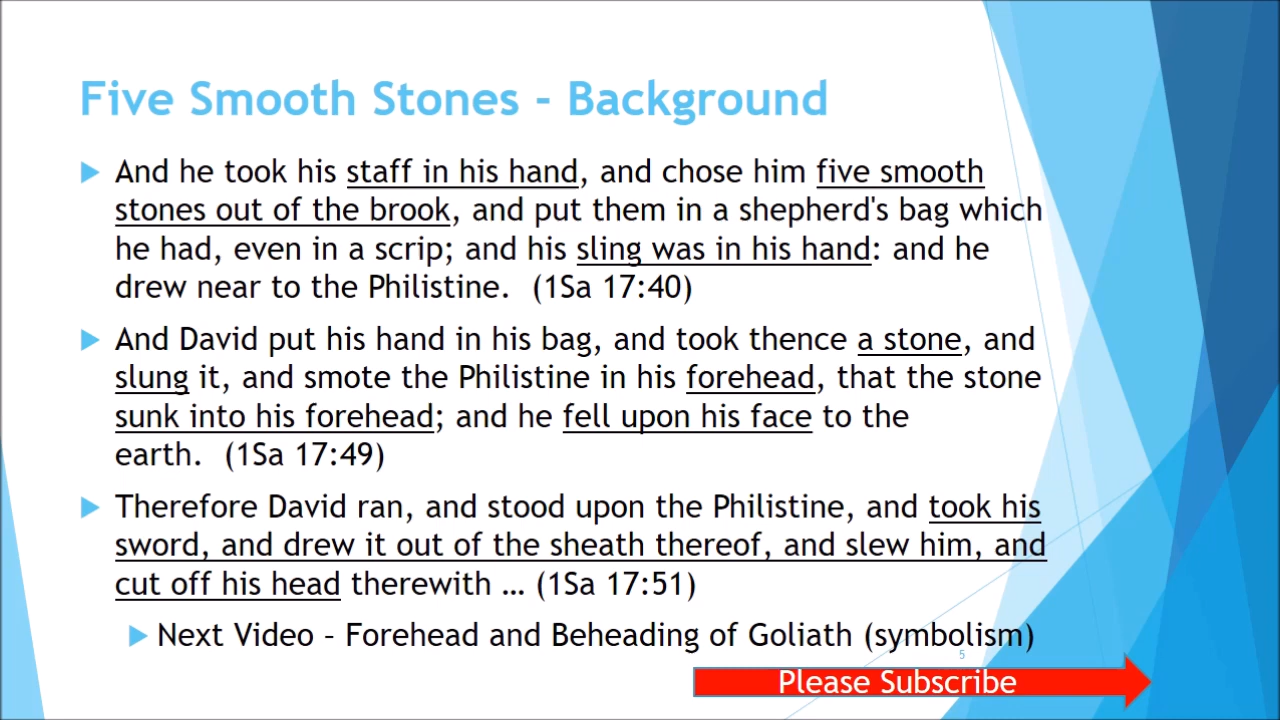 Five Smooth Stones - Background
And he took his staff in his hand, and chose him five smooth
stones out of the brook, and put them in a shepherd's bag which
he had, even in a scrip; and his sling was in his hand: and he
drew near to the Philistine.  (1Sa 17:40)
And David put his hand in his bag, and took thence a stone, and
slung it, and smote the Philistine in his forehead, that the stone
sunk into his forehead; and he fell upon his face to the
earth.  (1Sa 17:49)
Therefore David ran, and stood upon the Philistine, and took his
sword, and drew it out of the sheath thereof, and slew him, and
cut off his head therewith … (1Sa 17:51)
Next Video – Forehead and Beheading of Goliath (symbolism)
5
Please Subscribe